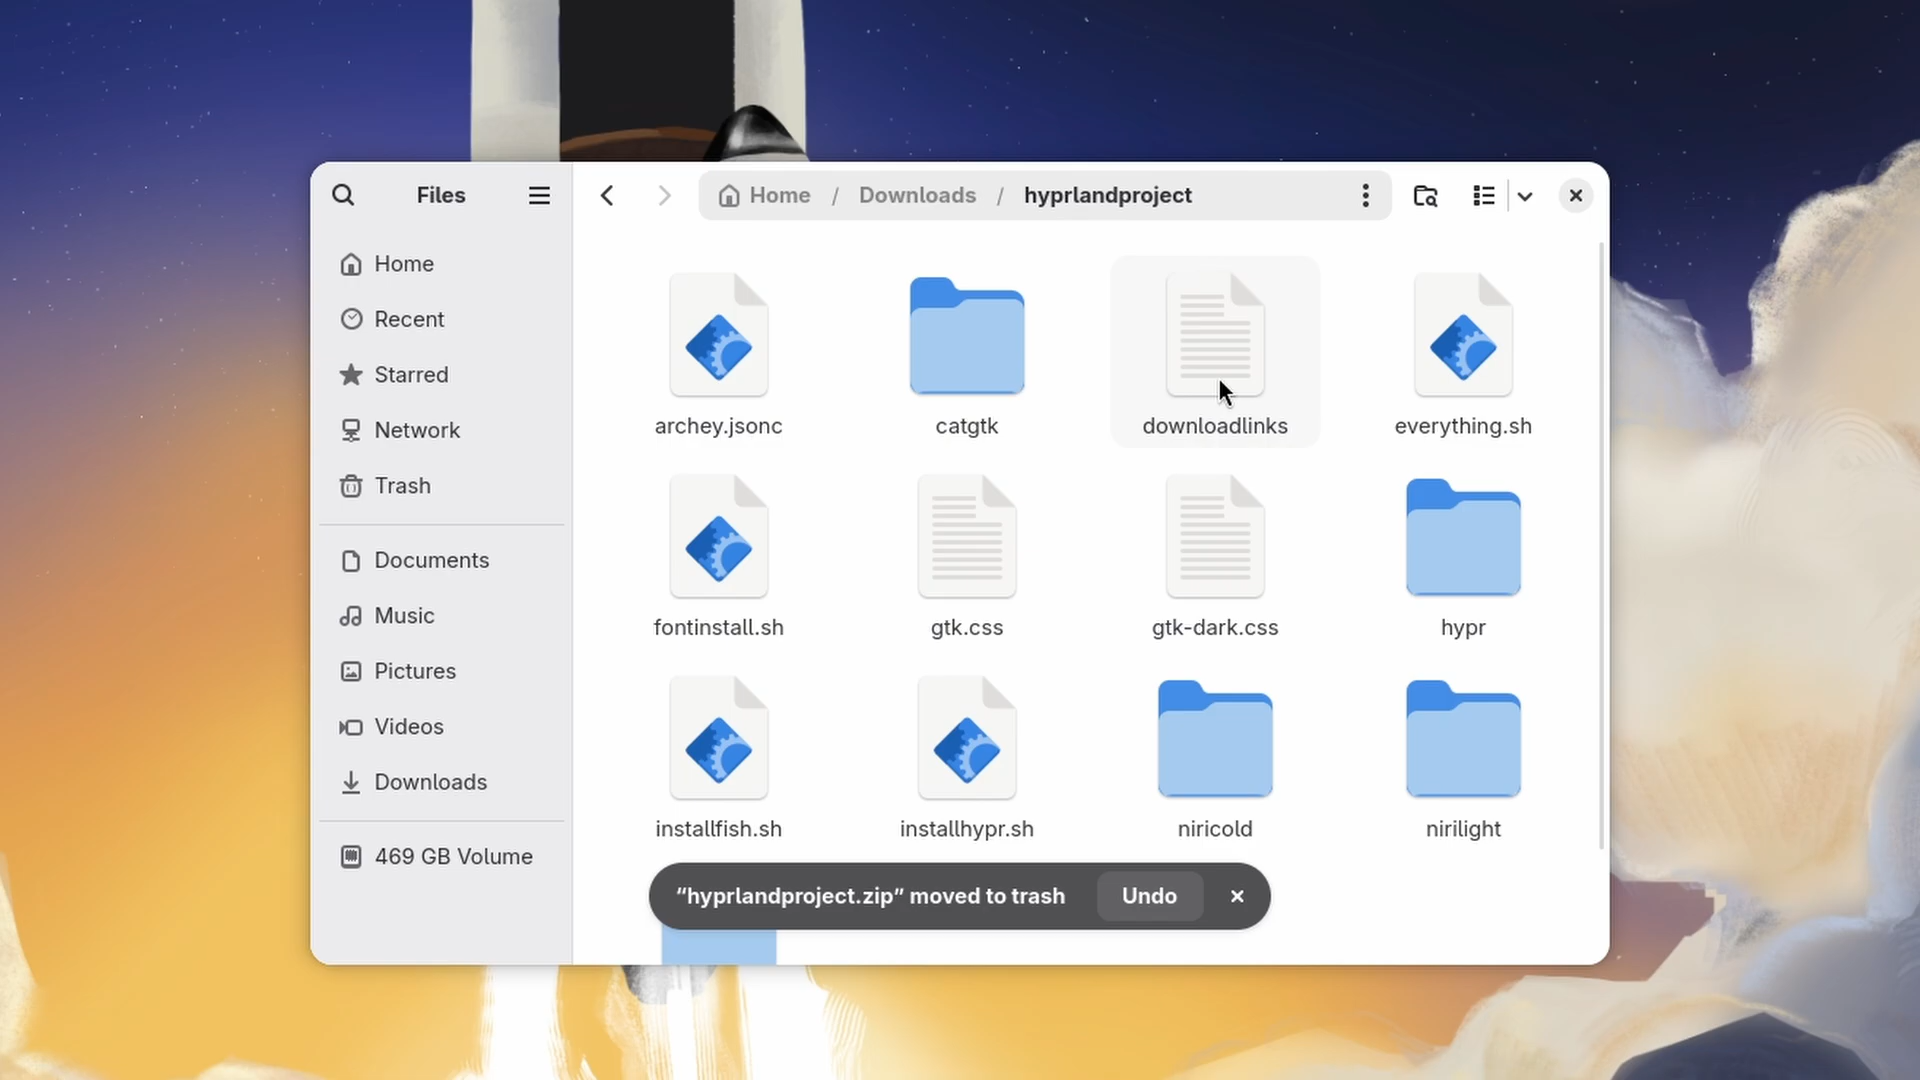 Files
Home / Downloads / hyprlandproject
Home
Recent
Starred
Network
Trash
Documents
Music
Pictures
Videos
Downloads
469 GB Volume
archey.jsonc
catgtk
downloadlinks
everything.sh
fontinstall.sh
gtk.css
gtk-dark.css
hypr
installfish.sh
installhypr.sh
niricold
nirilight
“hyprlandproject.zip” moved to trash
Undo